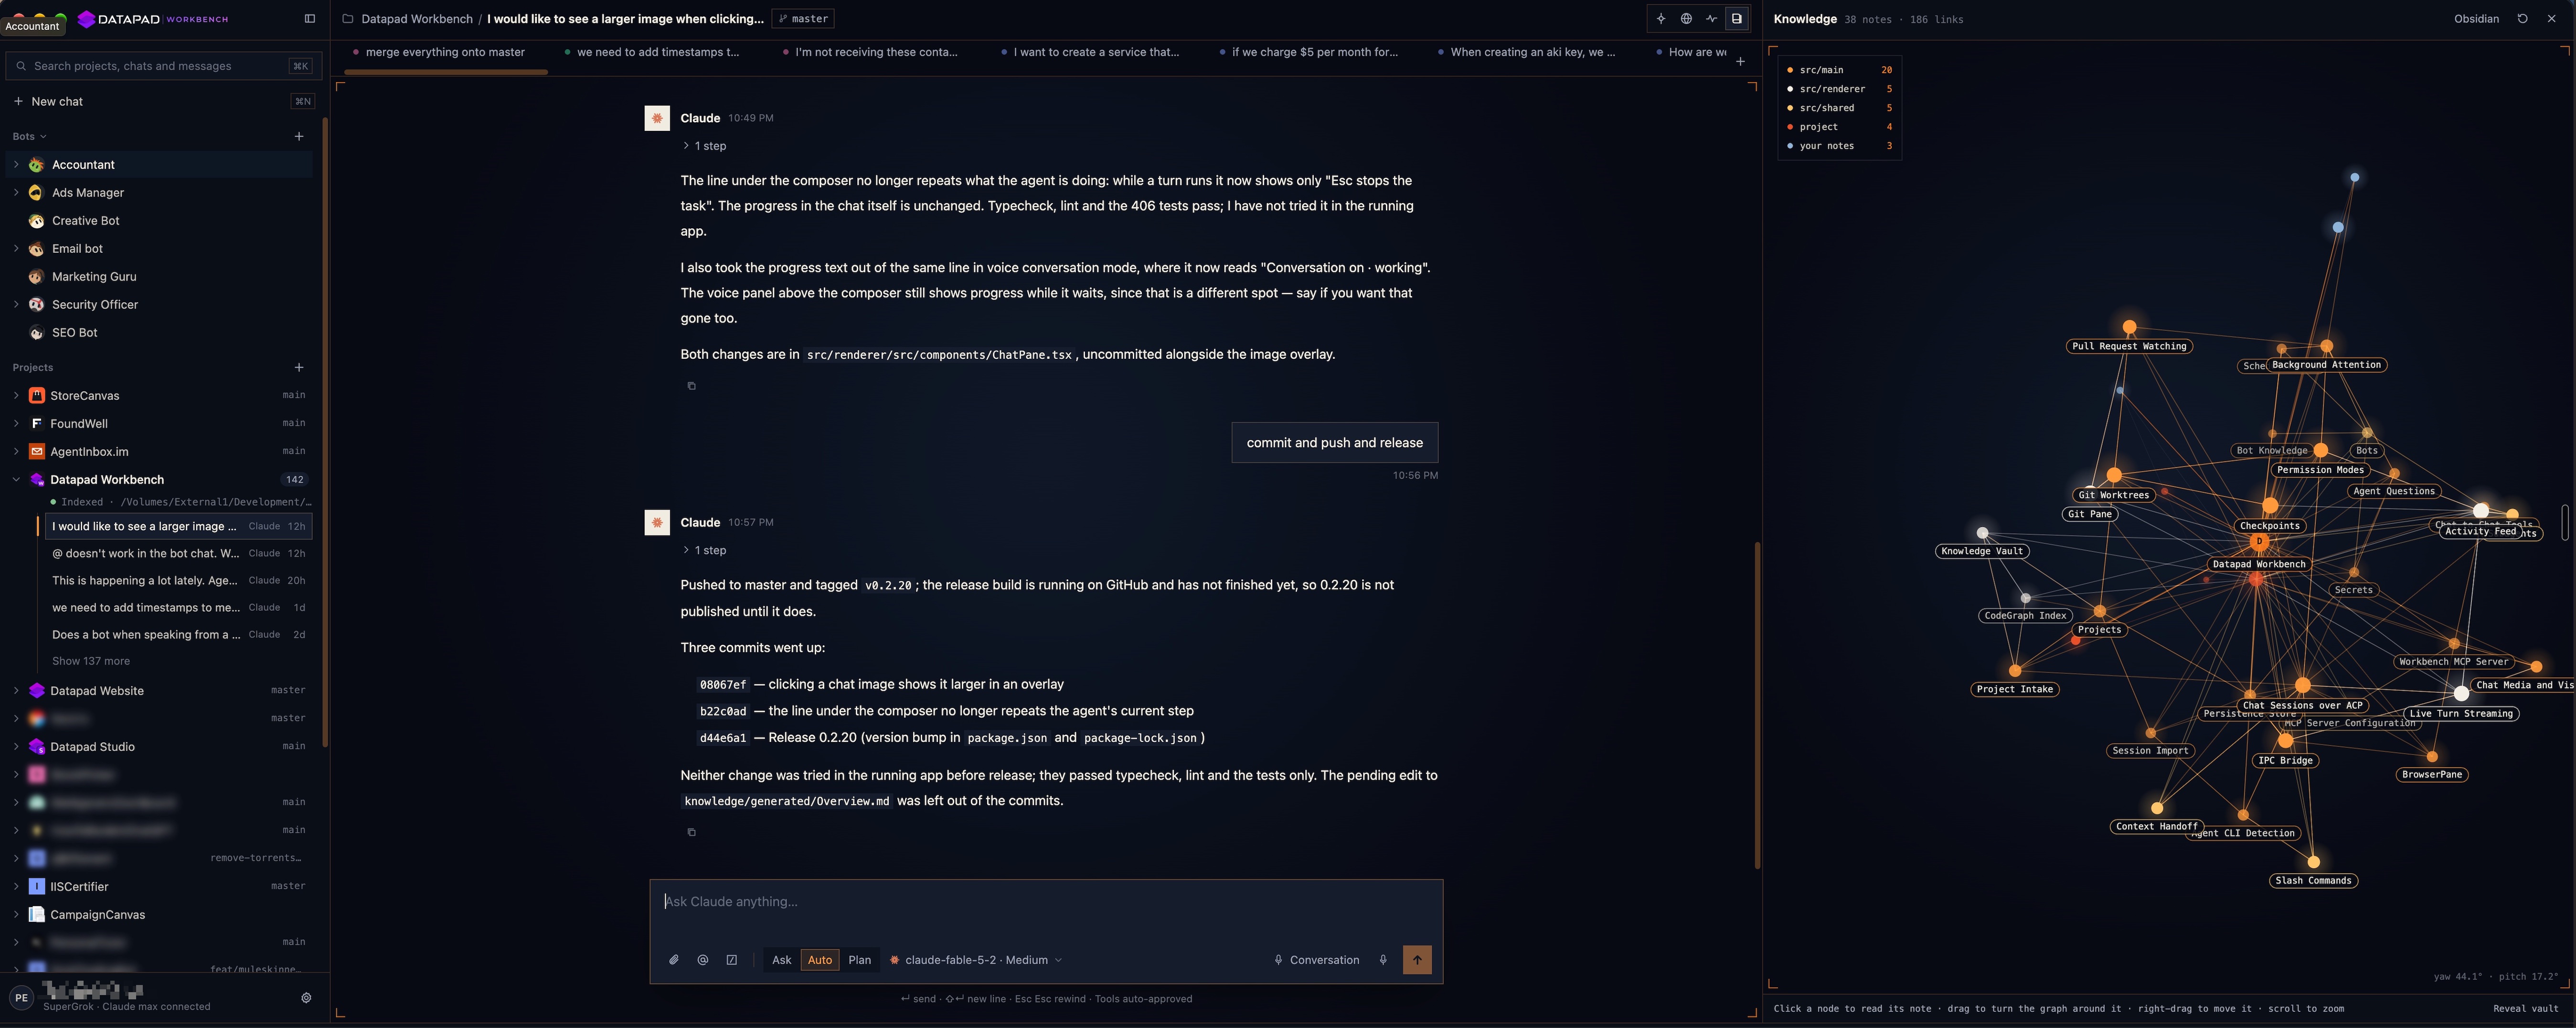 Accountant
DATAPAD WORKBENCH
Search projects, chats and messages ⌘K
+ New chat ⌘N
Bots
Accountant
Ads Manager
Creative Bot
Email bot
Marketing Guru
Security Officer
SEO Bot
Projects
StoreCanvas main
FoundWell main
AgentInbox.im main
Datapad Workbench 142
Indexed · /Volumes/External1/Development/…
I would like to see a larger image … Claude 12h
@ doesn't work in the bot chat. W… Claude 12h
This is happening a lot lately. Age… Claude 20h
we need to add timestamps to me… Claude 1d
Does a bot when speaking from a … Claude 2d
Show 137 more
Datapad Website master
master
Datapad Studio main
main
main
remove-torrents…
IISCertifier master
CampaignCanvas
main
feat/muleskinne…
PE
SuperGrok · Claude max connected
Datapad Workbench / I would like to see a larger image when clicking… master
merge everything onto master
we need to add timestamps t…
I'm not receiving these conta…
I want to create a service that…
if we charge $5 per month for…
When creating an aki key, we …
How are we
Claude 10:49 PM
1 step
The line under the composer no longer repeats what the agent is doing: while a turn runs it now shows only "Esc stops the
task". The progress in the chat itself is unchanged. Typecheck, lint and the 406 tests pass; I have not tried it in the running
app.
I also took the progress text out of the same line in voice conversation mode, where it now reads "Conversation on · working".
The voice panel above the composer still shows progress while it waits, since that is a different spot — say if you want that
gone too.
Both changes are in src/renderer/src/components/ChatPane.tsx, uncommitted alongside the image overlay.
commit and push and release
10:56 PM
Claude 10:57 PM
1 step
Pushed to master and tagged v0.2.20; the release build is running on GitHub and has not finished yet, so 0.2.20 is not
published until it does.
Three commits went up:
08067ef — clicking a chat image shows it larger in an overlay
b22c0ad — the line under the composer no longer repeats the agent's current step
d44e6a1 — Release 0.2.20 (version bump in package.json and package-lock.json)
Neither change was tried in the running app before release; they passed typecheck, lint and the tests only. The pending edit to
knowledge/generated/Overview.md was left out of the commits.
Ask Claude anything...
Ask Auto Plan claude-fable-5-2 · Medium Conversation
send · new line · Esc Esc rewind · Tools auto-approved
Knowledge 38 notes · 186 links Obsidian
src/main 20
src/renderer 5
src/shared 5
project 4
your notes 3
Pull Request Watching
Sche
Background Attention
Bot Knowledge
Bots
Permission Modes
Agent Questions
Git Worktrees
Git Pane
Checkpoints
Activity Feed
Knowledge Vault
D
Datapad Workbench
Secrets
CodeGraph Index
Projects
Workbench MCP Server
Project Intake
Chat Media and Vis
Chat Sessions over ACP
Persistence Store
Live Turn Streaming
MCP Server Configuration
Session Import
IPC Bridge
BrowserPane
Context Handoff
Agent CLI Detection
Slash Commands
yaw 44.1° · pitch 17.2°
Click a node to read its note · drag to turn the graph around it · right-drag to move it · scroll to zoom
Reveal vault